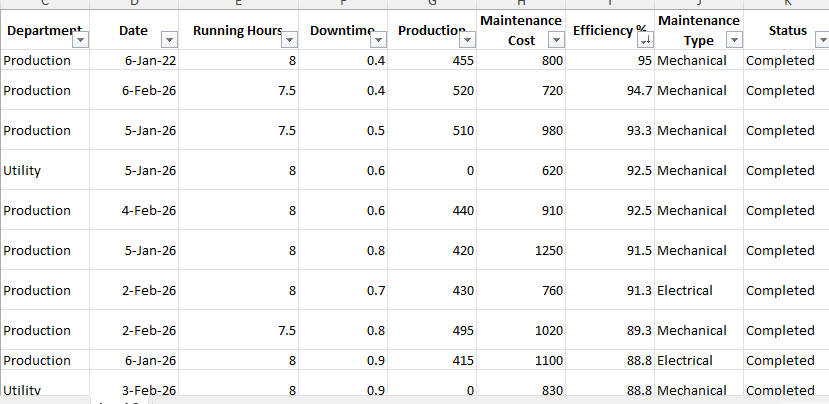 C D E F G H I J K
Department Date Running Hours Downtime Production Maintenance Cost Efficiency % Maintenance Type Status
Production 6-Jan-22 8 0.4 455 800 95 Mechanical Completed
Production 6-Feb-26 7.5 0.4 520 720 94.7 Mechanical Completed
Production 5-Jan-26 7.5 0.5 510 980 93.3 Mechanical Completed
Utility 5-Jan-26 8 0.6 0 620 92.5 Mechanical Completed
Production 4-Feb-26 8 0.6 440 910 92.5 Mechanical Completed
Production 5-Jan-26 8 0.8 420 1250 91.5 Mechanical Completed
Production 2-Feb-26 8 0.7 430 760 91.3 Electrical Completed
Production 2-Feb-26 7.5 0.8 495 1020 89.3 Mechanical Completed
Production 6-Jan-26 8 0.9 415 1100 88.8 Electrical Completed
Utility 3-Feb-26 8 0.9 0 830 88.8 Mechanical Completed